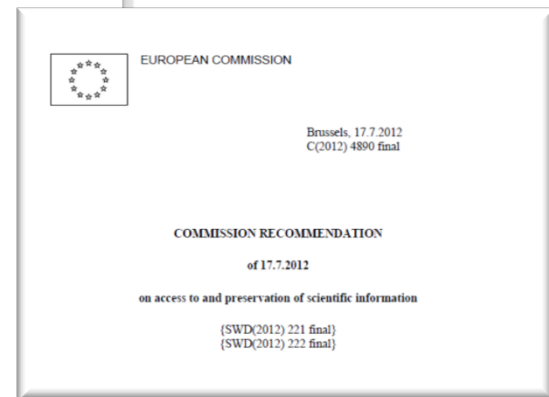 EUROPEAN COMMISSION
Brussels, 17.7.2012
C(2012) 4890 final
COMMISSION RECOMMENDATION
of 17.7.2012
on access to and preservation of scientific information
{SWD(2012) 221 final}
{SWD(2012) 222 final}